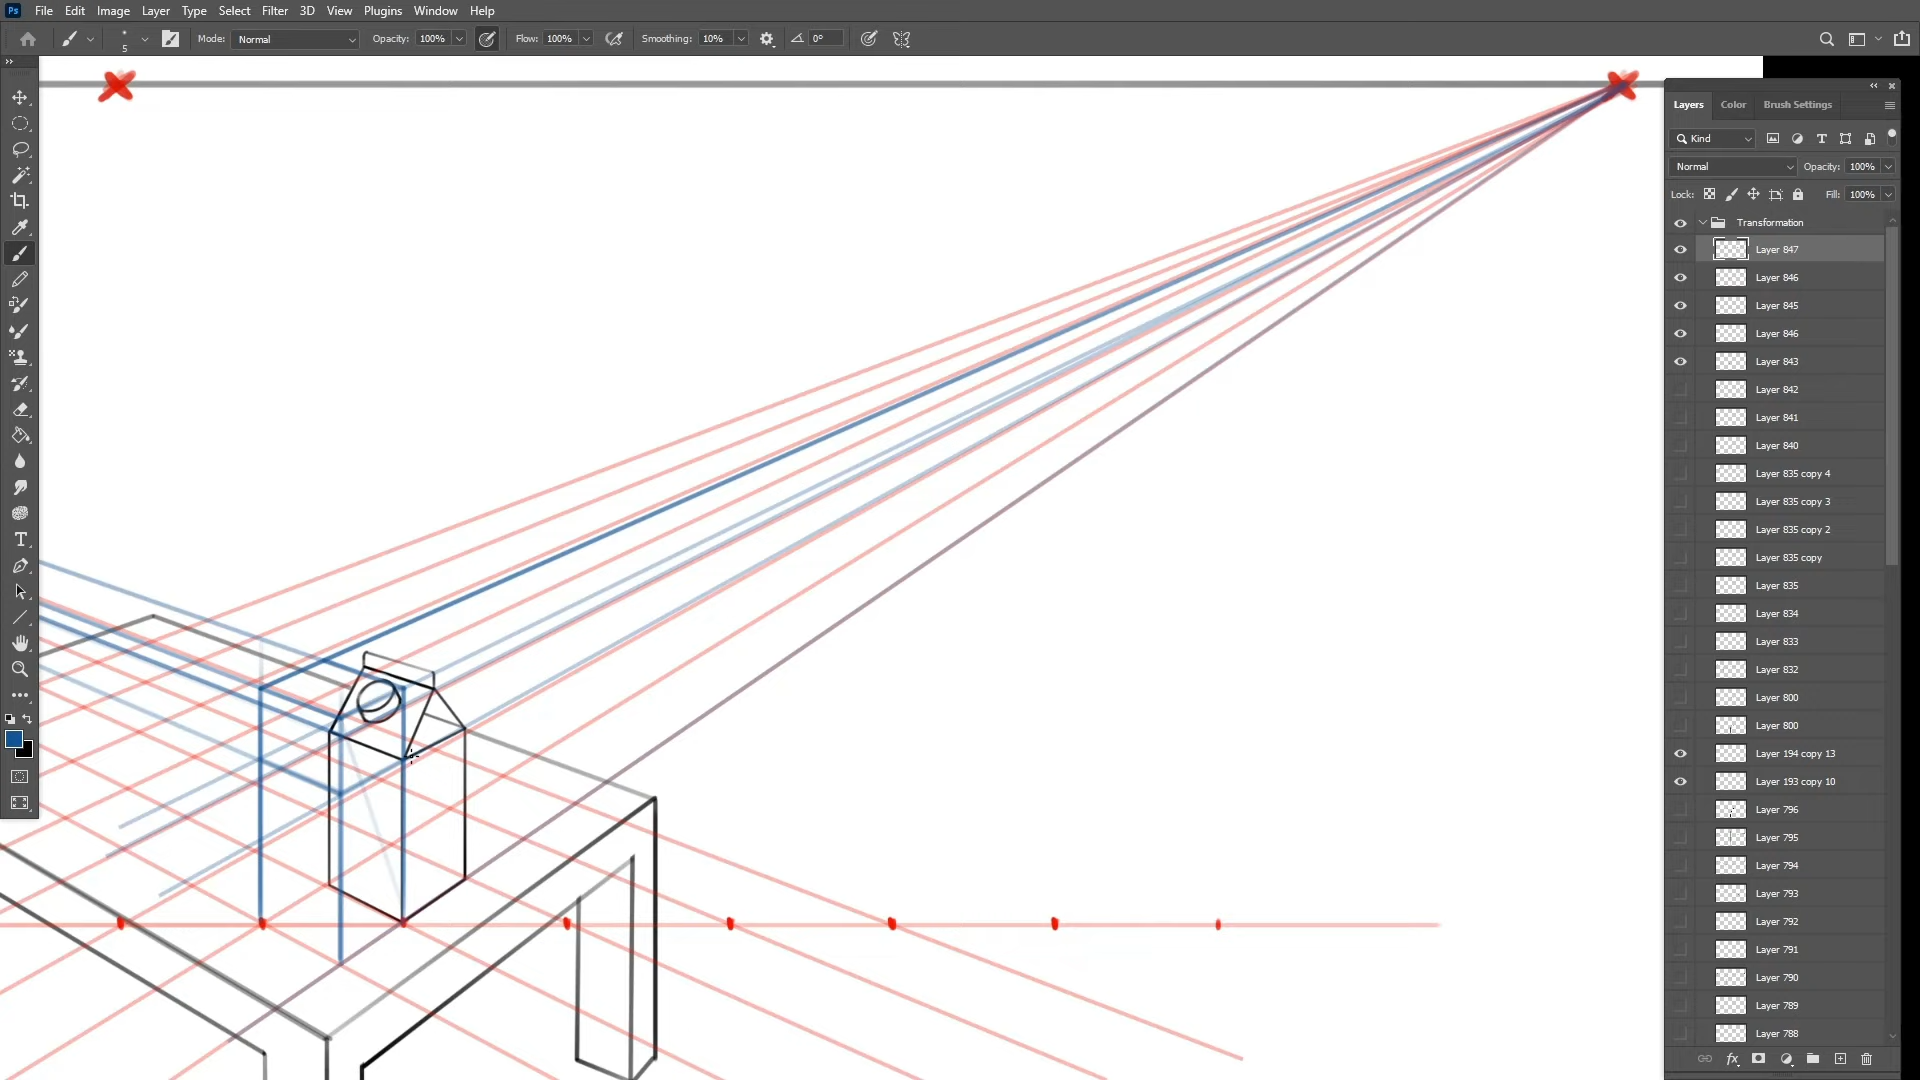 Ps File Edit Image Layer Type Select Filter 3D View Plugins Window Help
5 Mode: Normal Opacity: 100% Flow: 100% Smoothing: 10% 0°
Layers Color Brush Settings
Kind
Normal Opacity: 100%
Lock: Fill: 100%
Transformation
Layer 847
Layer 846
Layer 845
Layer 846
Layer 843
Layer 842
Layer 841
Layer 840
Layer 835 copy 4
Layer 835 copy 3
Layer 835 copy 2
Layer 835 copy
Layer 835
Layer 834
Layer 833
Layer 832
Layer 800
Layer 800
Layer 194 copy 13
Layer 193 copy 10
Layer 796
Layer 795
Layer 794
Layer 793
Layer 792
Layer 791
Layer 790
Layer 789
Layer 788
fx